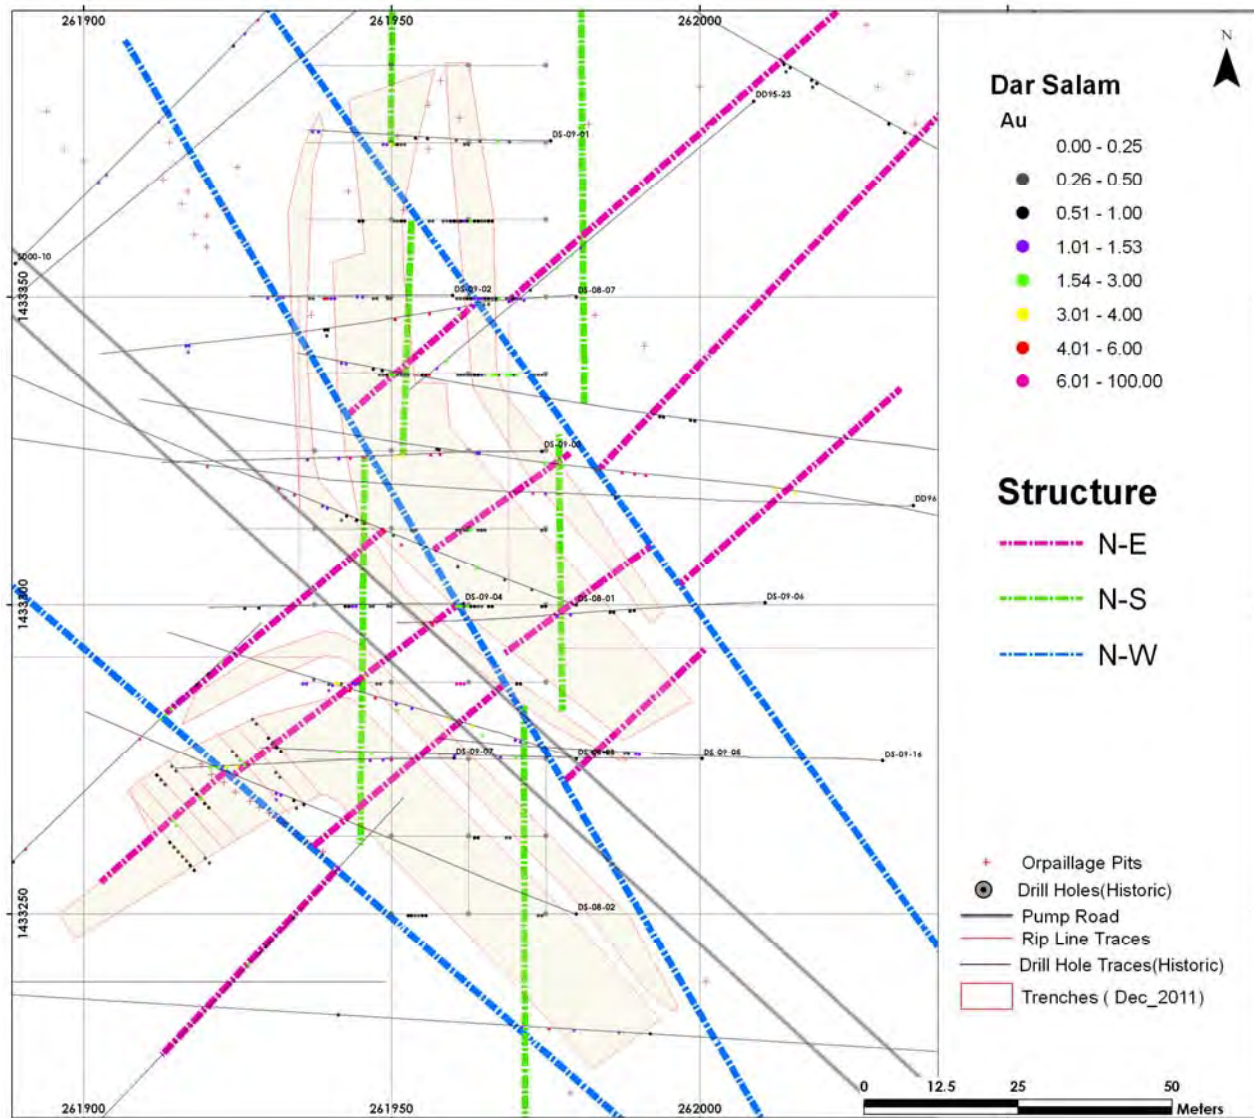 261900
261950
262000
N
Dar Salam
Au
0.00 - 0.25
0.26 - 0.50
0.51 - 1.00
1.01 - 1.53
1.54 - 3.00
3.01 - 4.00
4.01 - 6.00
6.01 - 100.00
Structure
N-E
N-S
N-W
Orpaillage Pits
Drill Holes(Historic)
Pump Road
Rip Line Traces
Drill Hole Traces(Historic)
Trenches ( Dec_2011)
0 12.5 25 50
Meters
DD95-23
DS-09-01
DS-09-02
DS-08-07
DS-09-03
DD96
DS-09-04
DS-08-01
DS-09-06
DS-09-07
DS-09-16
DS-08-02
1433350
1433300
1433250
261900
261950
262000